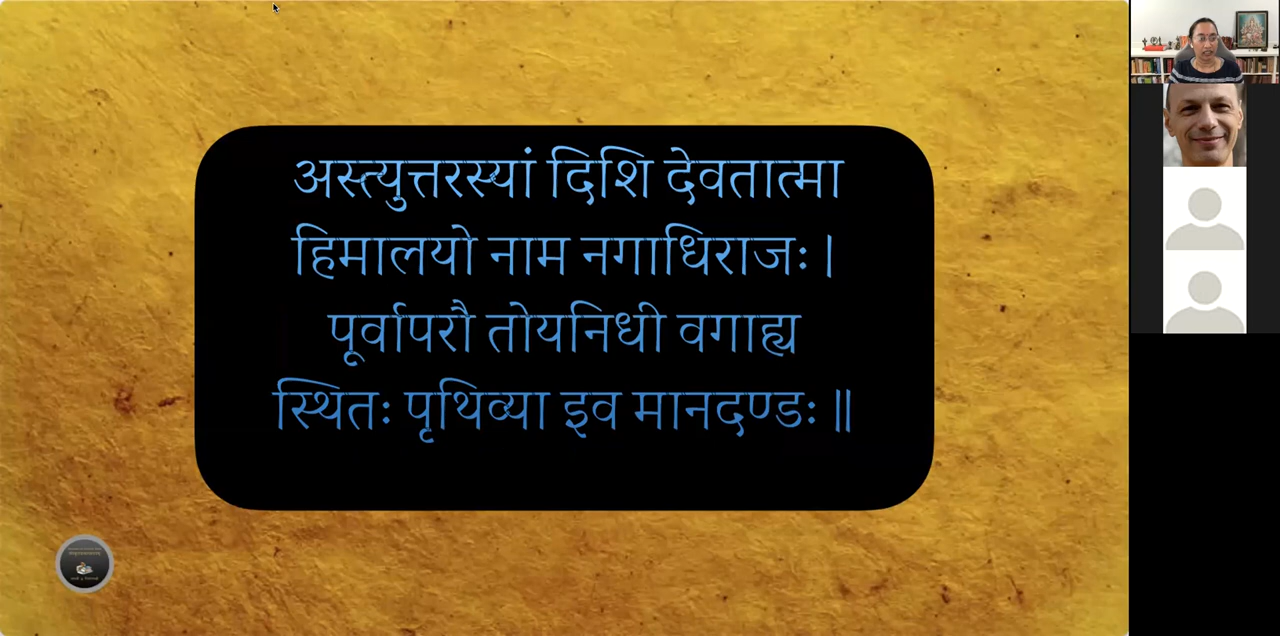 अस्त्युत्तरस्यां दिशि देवतात्मा
हिमालयो नाम नगाधिराजः ।
पूर्वापरौ तोयनिधी वगाह्य
स्थितः पृथिव्या इव मानदण्डः ॥